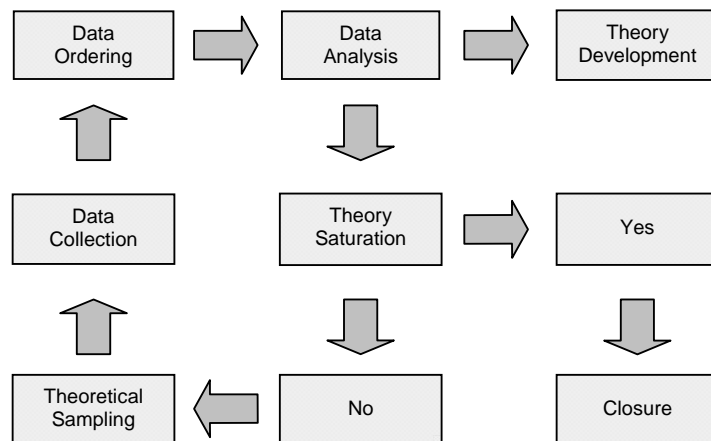 Data
Ordering
Data
Analysis
Theory
Development
Data
Collection
Theory
Saturation
Yes
Theoretical
Sampling
No
Closure